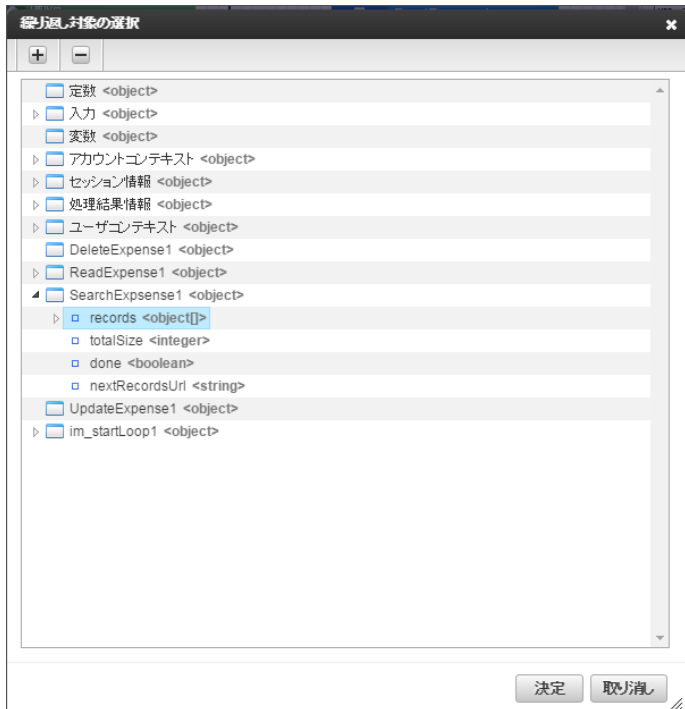 繰り返し対象の選択
定数 <object>
入力 <object>
変数 <object>
アカウントコンテキスト <object>
セッション情報 <object>
処理結果情報 <object>
ユーザコンテキスト <object>
DeleteExpense1 <object>
ReadExpense1 <object>
SearchExpsense1 <object>
records <object[]>
totalSize <integer>
done <boolean>
nextRecordsUrl <string>
UpdateExpense1 <object>
im_startLoop1 <object>
決定 取り消し